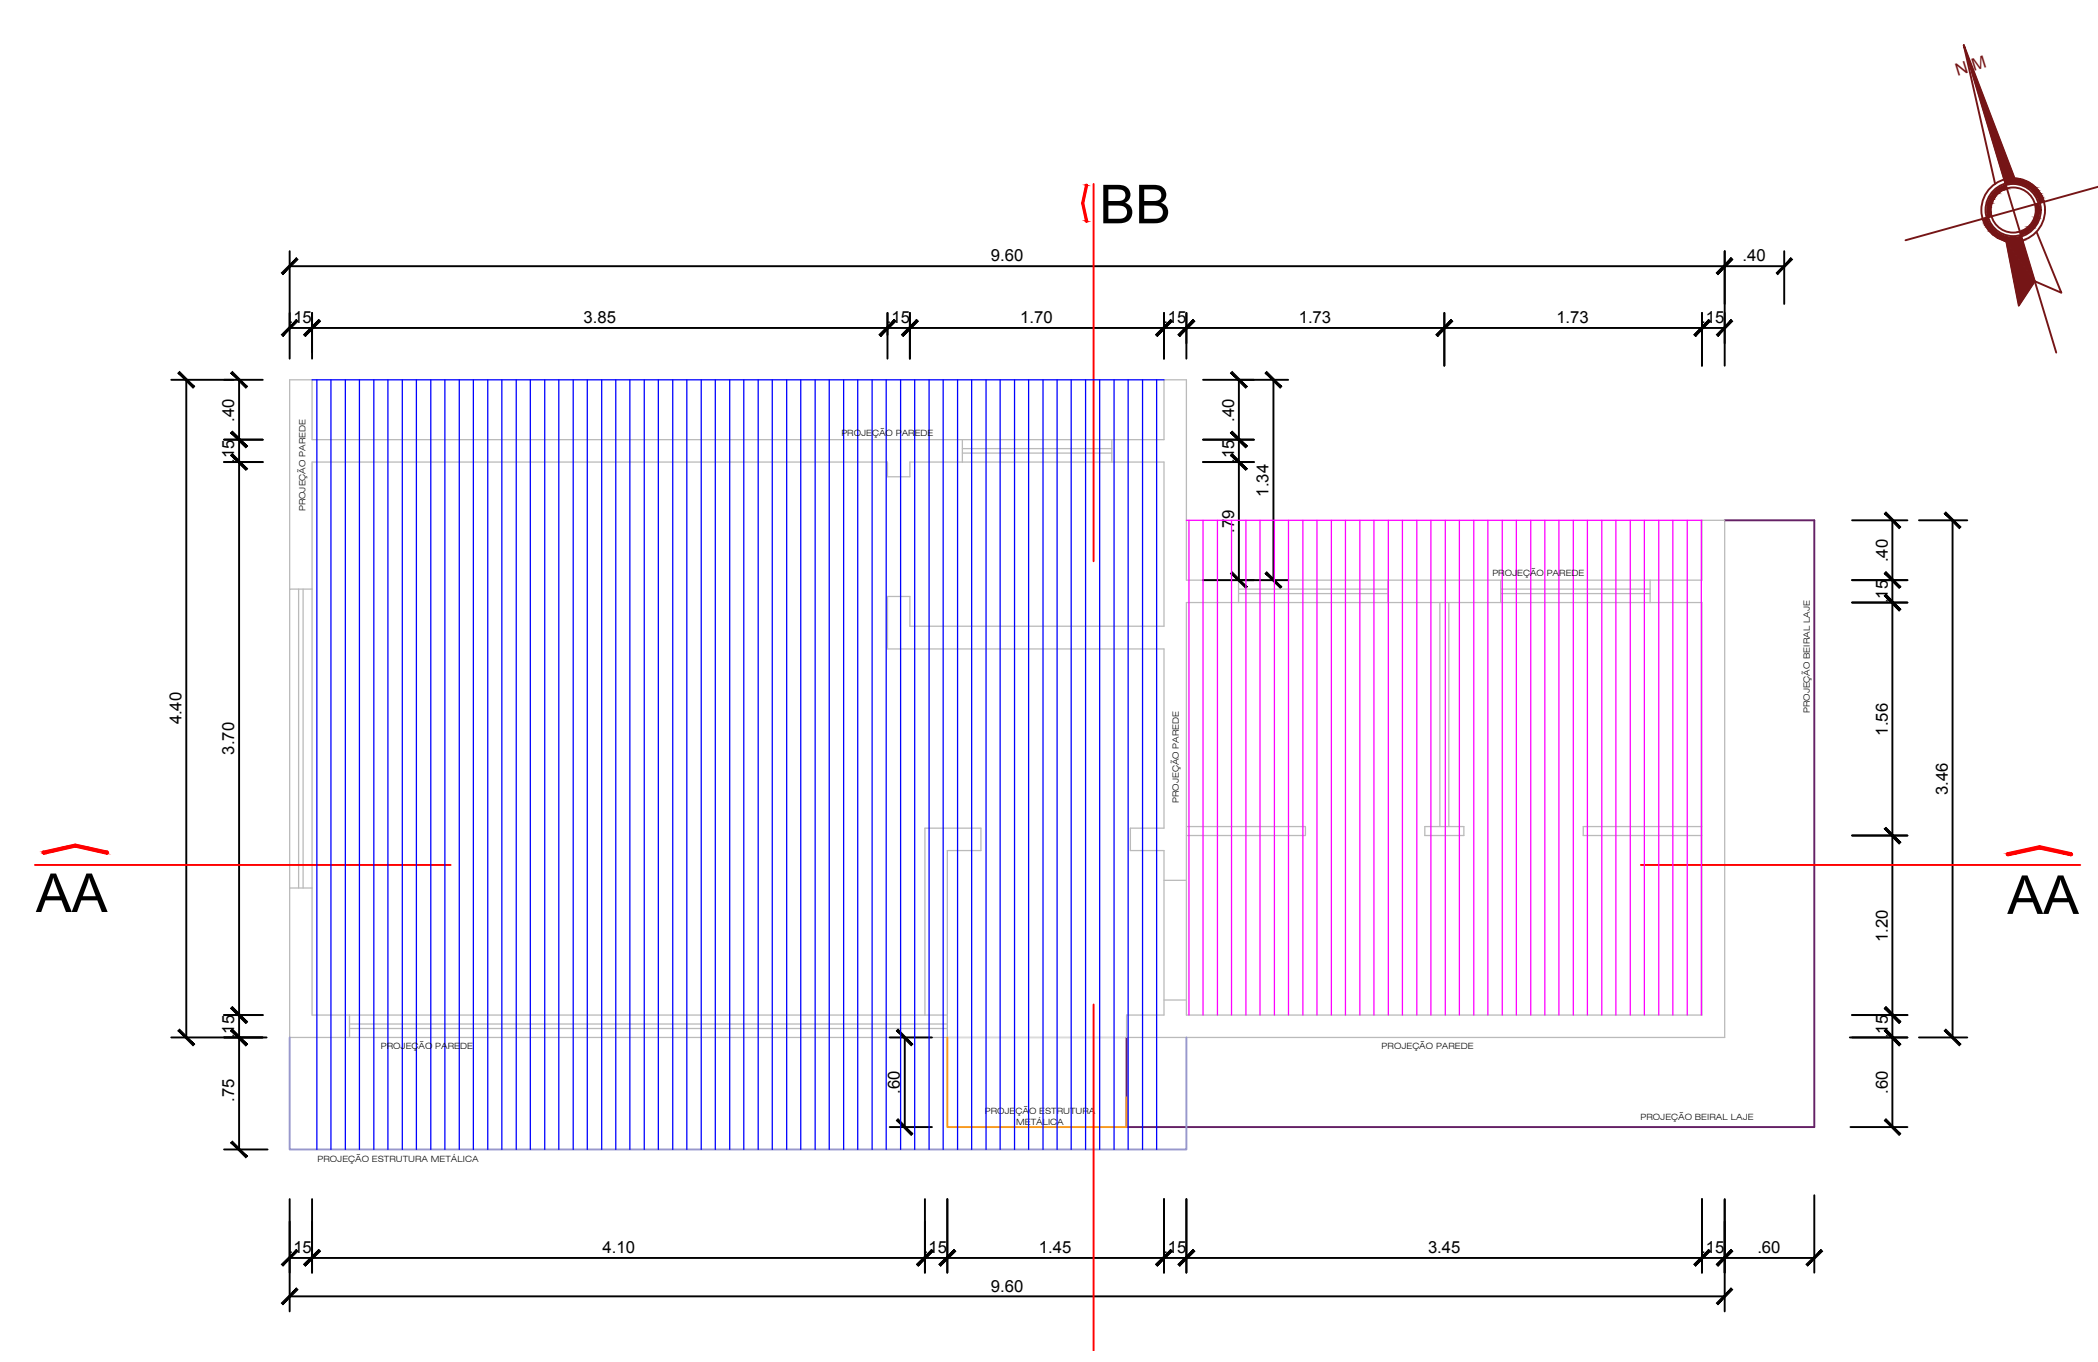 N M
BB
9.60
.40
.15
3.85
.15
1.70
.15
1.73
1.73
.15
.40
.15
3.70
.15
.75
4.40
.40
.15
.79
1.34
PROJEÇÃO PAREDE
PROJEÇÃO PAREDE
PROJEÇÃO PAREDE
PROJEÇÃO PAREDE
PROJEÇÃO BEIRAL LAJE
.40
.15
1.56
1.20
.15
.60
3.46
AA
AA
PROJEÇÃO PAREDE
PROJEÇÃO PAREDE
.60
PROJEÇÃO ESTRUTURA
METÁLICA
PROJEÇÃO BEIRAL LAJE
PROJEÇÃO ESTRUTURA METÁLICA
.15
4.10
.15
1.45
.15
3.45
.15
.60
9.60